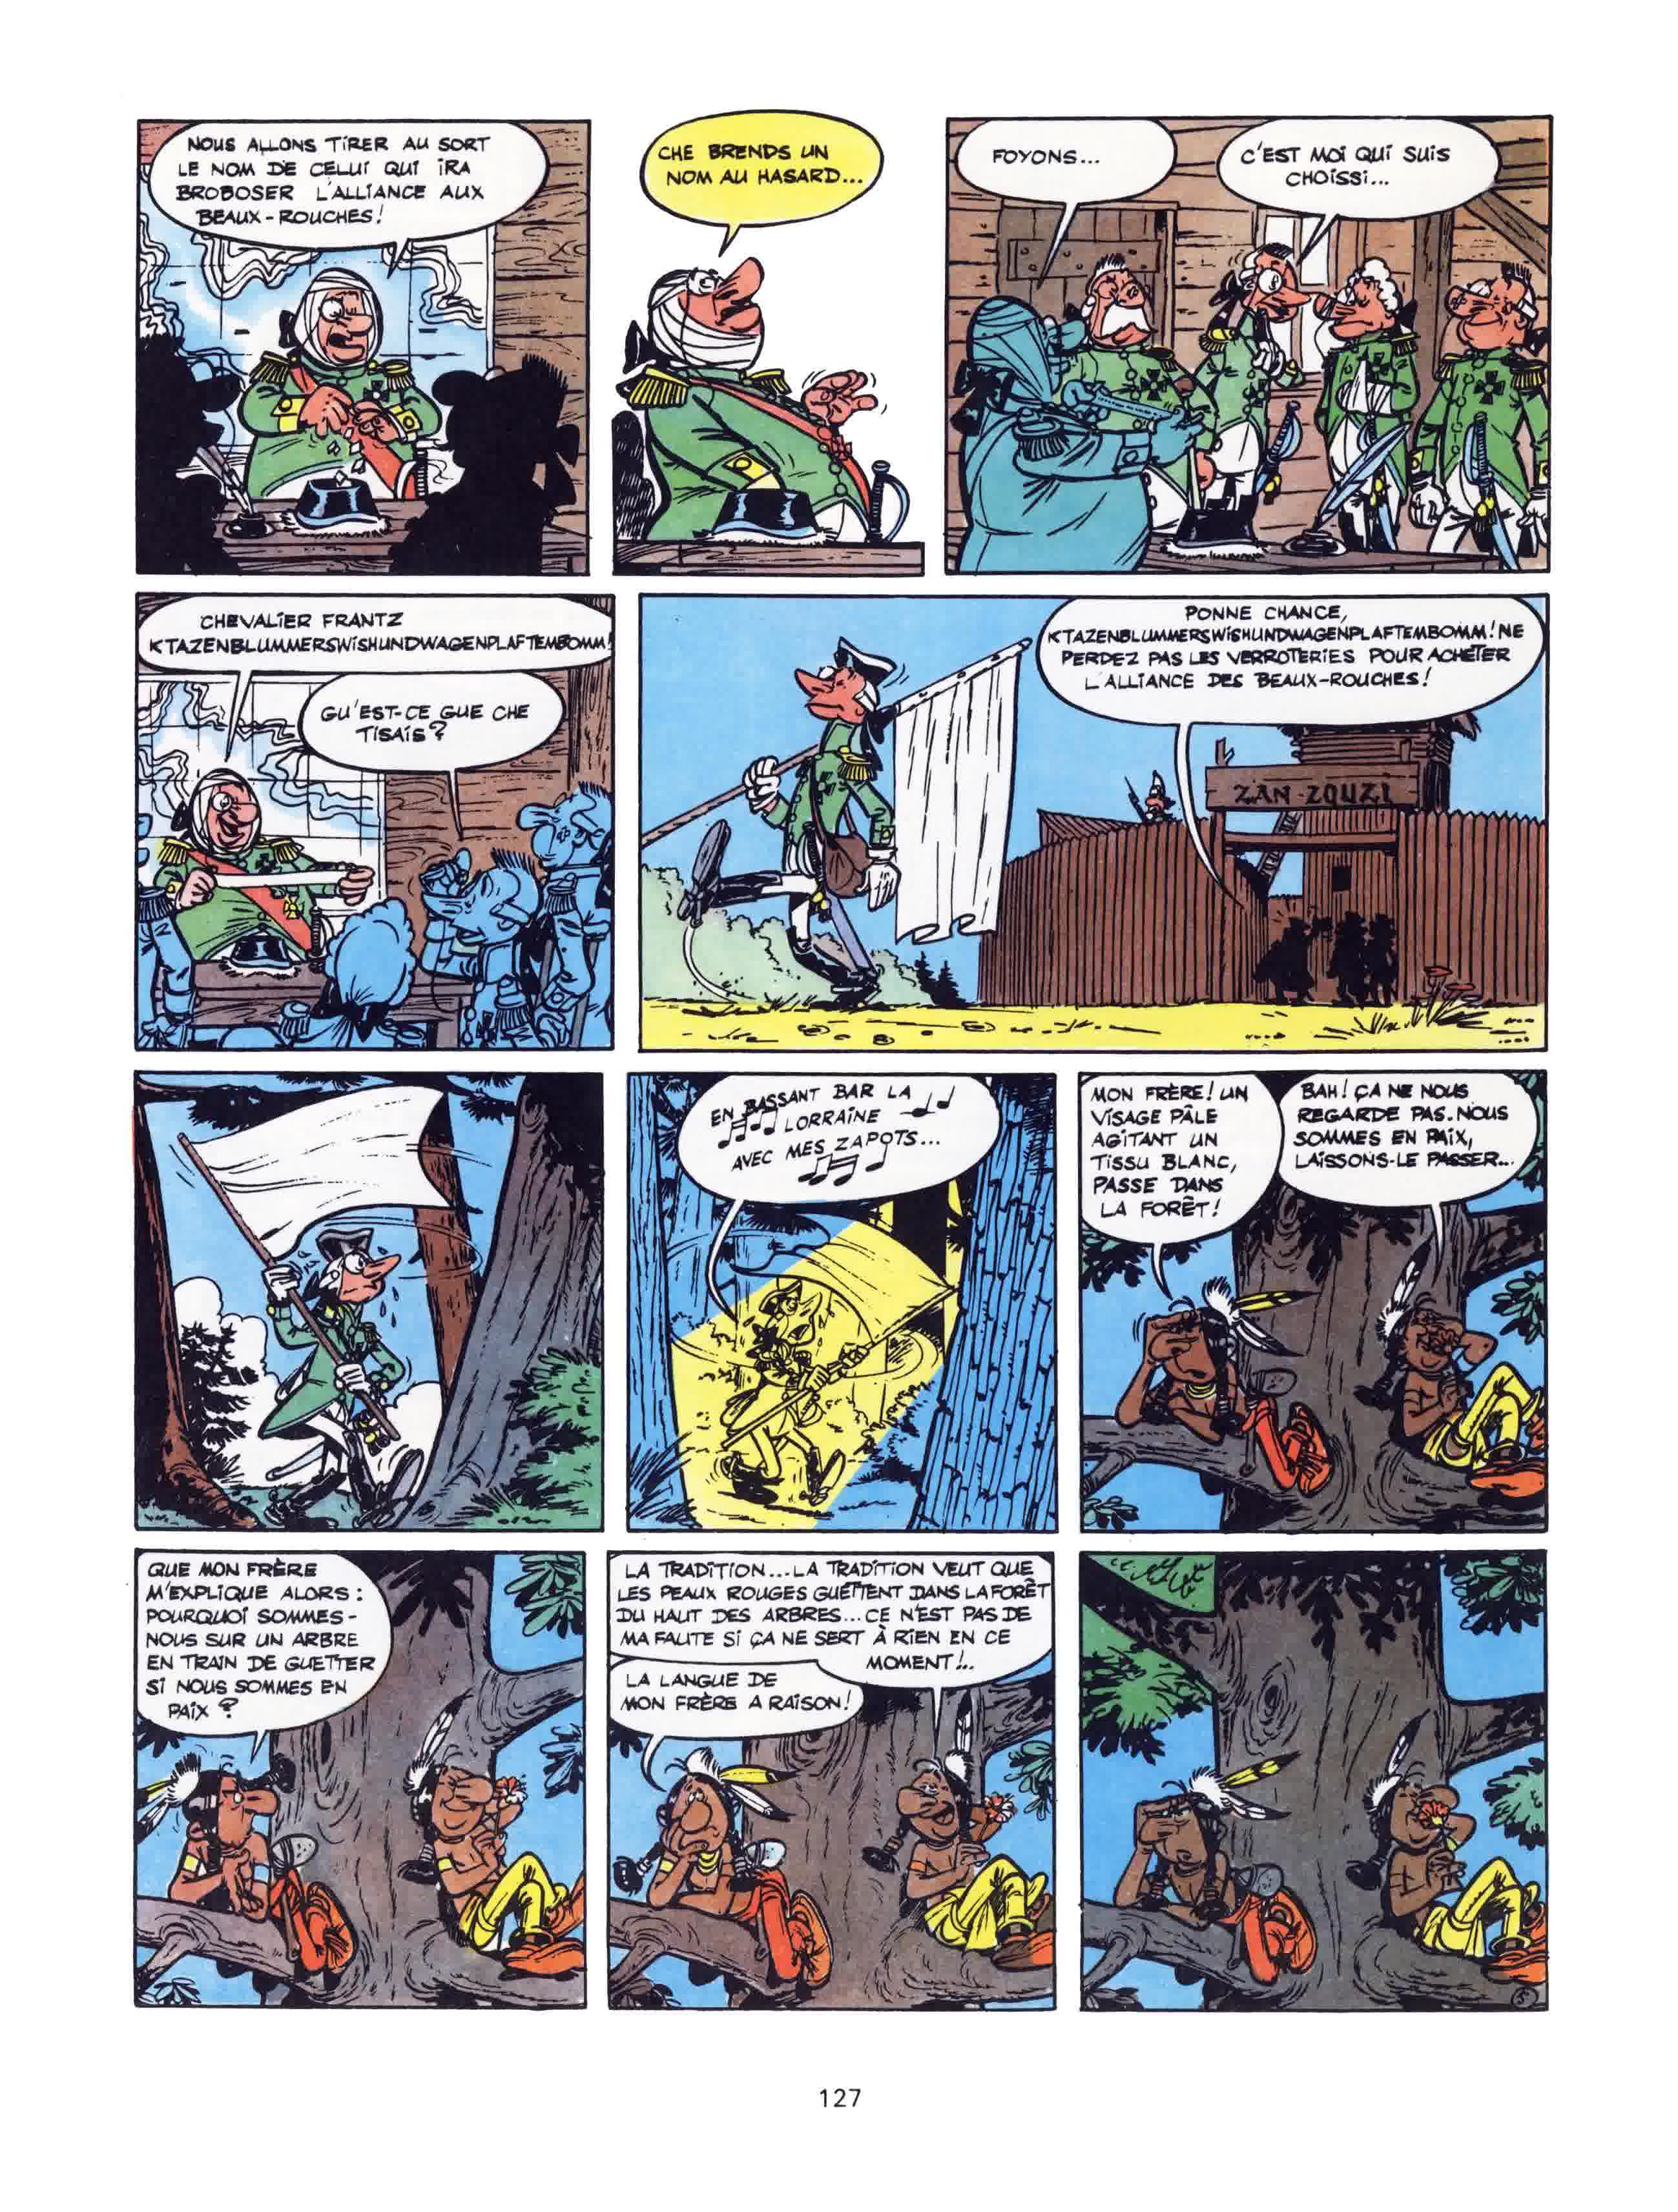 NOUS ALLONS TIRER AU SORT
LE NOM DE CELUI QUI IRA
BROBOSER L'ALLIANCE AUX
BEAUX-ROUCHES!
CHE BRENDS UN
NOM AU HASARD...
FOYONS...
C'EST MOI QUI SUIS
CHOISSI...
CHEVALIER FRANTZ
KTAZENBLUMMERSWISHUNDWAGENPLAFTEMBOMM!
GU'EST-CE GUE CHE
TISAIS?
PONNE CHANCE,
KTAZENBLUMMERSWISHUNDWAGENPLAFTEMBOMM! NE
PERDEZ PAS LES VERROTERIES POUR ACHETER
L'ALLIANCE DES BEAUX-ROUCHES!
ZAN-ZOUZI
EN BASSANT BAR LA
LORRAINE
AVEC MES ZAPOTS...
MON FRÈRE! UN
VISAGE PÂLE
AGITANT UN
TISSU BLANC,
PASSE DANS
LA FORÊT!
BAH! ÇA NE NOUS
REGARDE PAS. NOUS
SOMMES EN PAIX,
LAISSONS-LE PASSER...
QUE MON FRÈRE
M'EXPLIQUE ALORS:
POURQUOI SOMMES-
NOUS SUR UN ARBRE
EN TRAIN DE GUETTER
SI NOUS SOMMES EN
PAIX?
LA TRADITION... LA TRADITION VEUT QUE
LES PEAUX ROUGES GUETTENT DANS LA FORÊT
DU HAUT DES ARBRES... CE N'EST PAS DE
MA FAUTE SI ÇA NE SERT À RIEN EN CE
MOMENT!..
LA LANGUE DE
MON FRÈRE A RAISON!
5
127